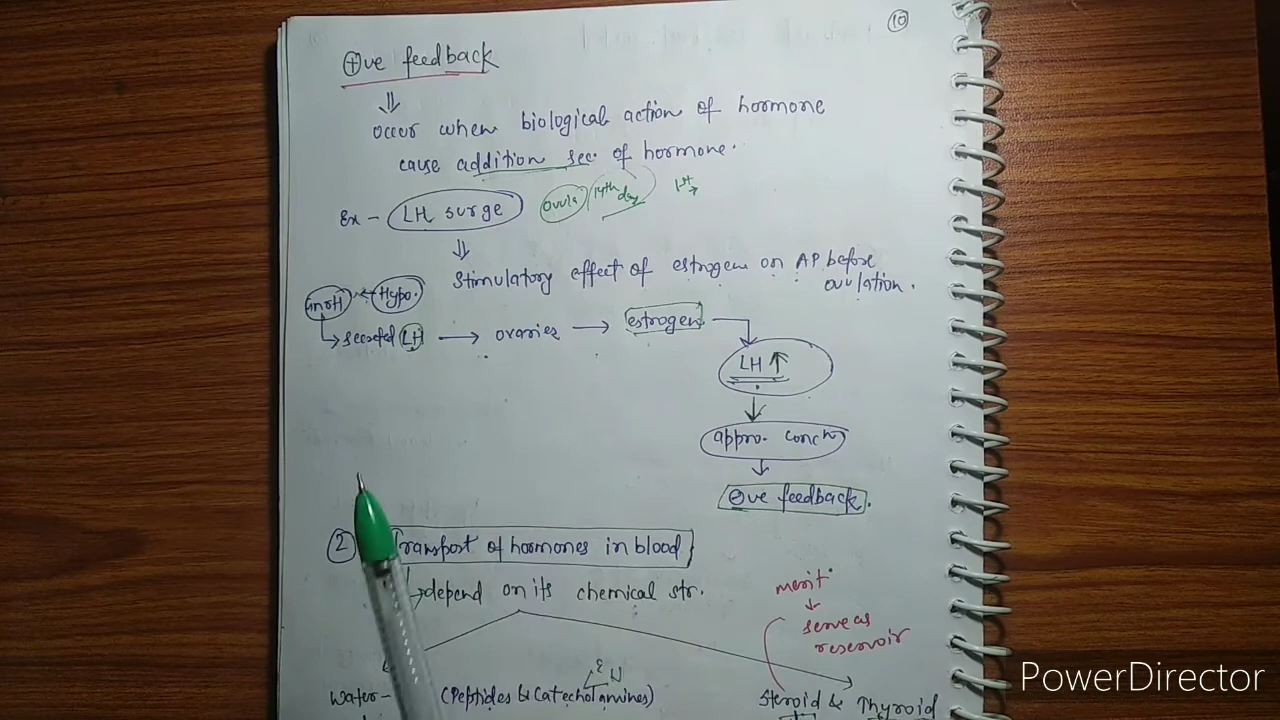 10
⊕ve feedback
⇓
occur when biological action of hormone
cause addition sec. of hormone.
Ex - LH surge ovula 14th day 1st →
⇓
Stimulatory effect of estrogen on AP before
ovulation.
GnRH ← Hypo.
↳ secreted LH → ovaries → estrogen
LH ↑
↓
appro. concn
↓
⊖ve feedback.
② Transport of hormones in blood
↳ depend on its chemical str.
merit
↓
serve as
reservoir
Water- (Peptides & Catecholamines)
Steroid & Thyroid
PowerDirector